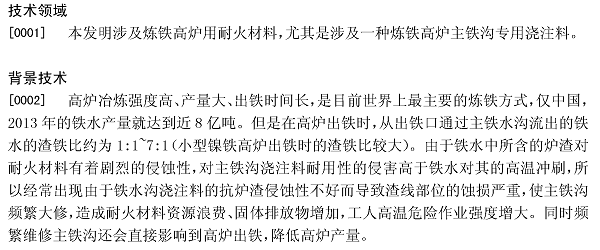 技术领域
[0001] 本发明涉及炼铁高炉用耐火材料,尤其是涉及一种炼铁高炉主铁沟专用浇注料。
背景技术
[0002] 高炉冶炼强度高、产量大、出铁时间长,是目前世界上最主要的炼铁方式,仅中国,
2013 年的铁水产量就达到近 8 亿吨。但是在高炉出铁时,从出铁口通过主铁水沟流出的铁
水的渣铁比约为 1:1~7:1(小型镍铁高炉出铁时的渣铁比较大)。由于铁水中所含的炉渣对
耐火材料有着剧烈的侵蚀性,对主铁沟浇注料耐用性的侵害高于铁水对其的高温冲刷,所
以经常出现由于铁水沟浇注料的抗炉渣侵蚀性不好而导致渣线部位的蚀损严重,使主铁沟
频繁大修,造成耐火材料资源浪费、固体排放物增加,工人高温危险作业强度增大。同时频
繁维修主铁沟还会直接影响到高炉出铁,降低高炉产量。